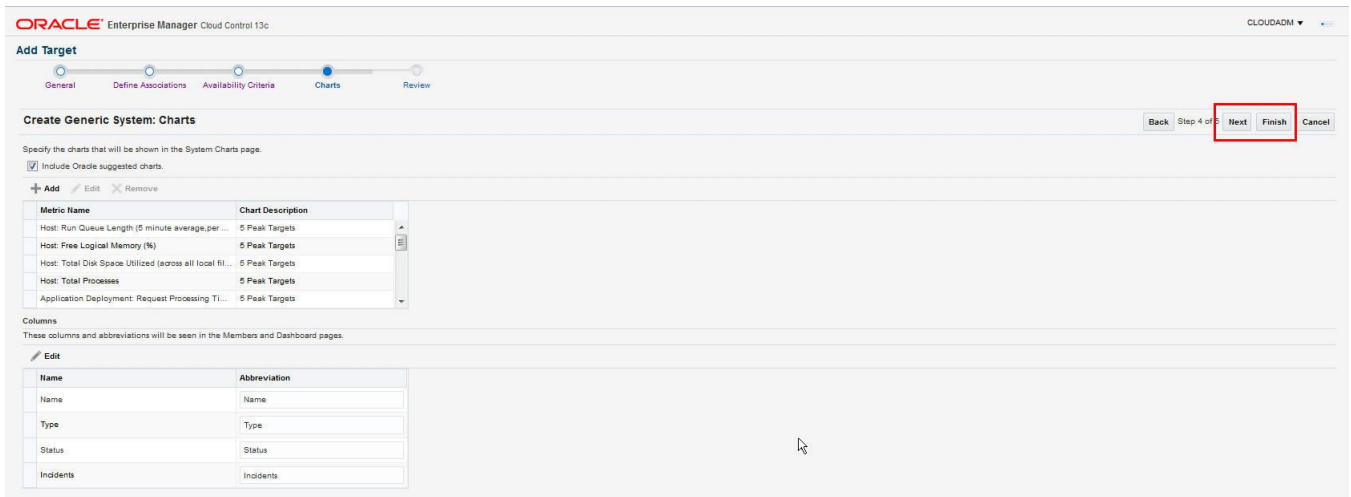 ORACLE Enterprise Manager Cloud Control 13c
CLOUDADM
Add Target
General Define Associations Availability Criteria Charts Review
Create Generic System: Charts
Back Step 4 of 5 Next Finish Cancel
Specify the charts that will be shown in the System Charts page.
Include Oracle suggested charts.
Add Edit Remove
Metric Name Chart Description
Host: Run Queue Length (5 minute average,per ... 5 Peak Targets
Host: Free Logical Memory (%) 5 Peak Targets
Host: Total Disk Space Utilized (across all local fil... 5 Peak Targets
Host: Total Processes 5 Peak Targets
Application Deployment: Request Processing Ti... 5 Peak Targets
Columns
These columns and abbreviations will be seen in the Members and Dashboard pages.
Edit
Name Abbreviation
Name Name
Type Type
Status Status
Incidents Incidents